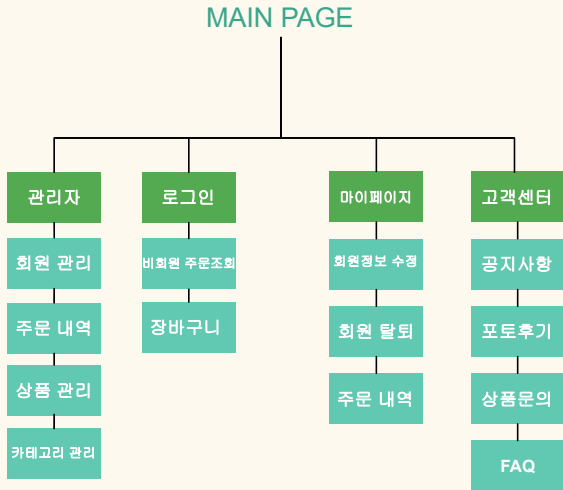 MAIN PAGE
관리자
회원 관리
주문 내역
상품 관리
카테고리 관리
로그인
비회원 주문조회
장바구니
마이페이지
회원정보 수정
회원 탈퇴
주문 내역
고객센터
공지사항
포토후기
상품문의
FAQ